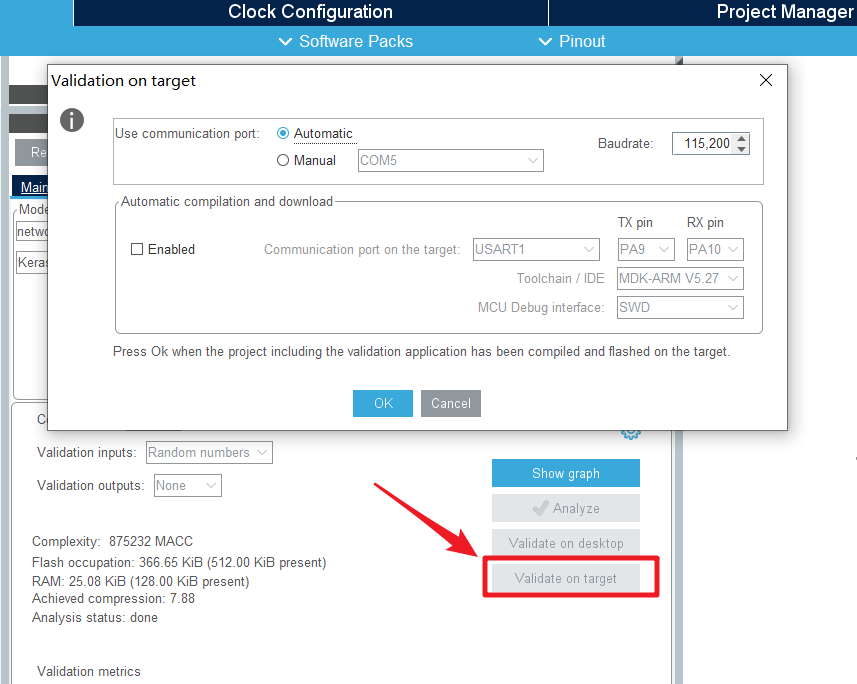 Clock Configuration
Project Manager
Software Packs
Pinout
Validation on target
Use communication port:
Automatic
Baudrate:
115,200
Manual
COM5
Re
Main
Mode
netwo
Keras
Automatic compilation and download
TX pin
RX pin
Enabled
Communication port on the target:
USART1
PA9
PA10
Toolchain / IDE
MDK-ARM V5.27
MCU Debug interface:
SWD
Press Ok when the project including the validation application has been compiled and flashed on the target.
OK
Cancel
Validation inputs:
Random numbers
Show graph
Validation outputs:
None
Analyze
Complexity: 875232 MACC
Validate on desktop
Flash occupation: 366.65 KiB (512.00 KiB present)
RAM: 25.08 KiB (128.00 KiB present)
Validate on target
Achieved compression: 7.88
Analysis status: done
Validation metrics